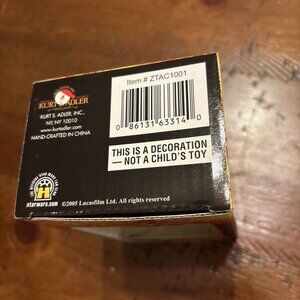 KURT ADLER
KURT S. ADLER, INC.
NY, NY 10010
www.kurtadler.com
HAND-CRAFTED IN CHINA
Item # ZTAC1001
0 86131 63314 0
THIS IS A DECORATION
— NOT A CHILD'S TOY
starwars.com
©2005 Lucasfilm Ltd. All rights reserved